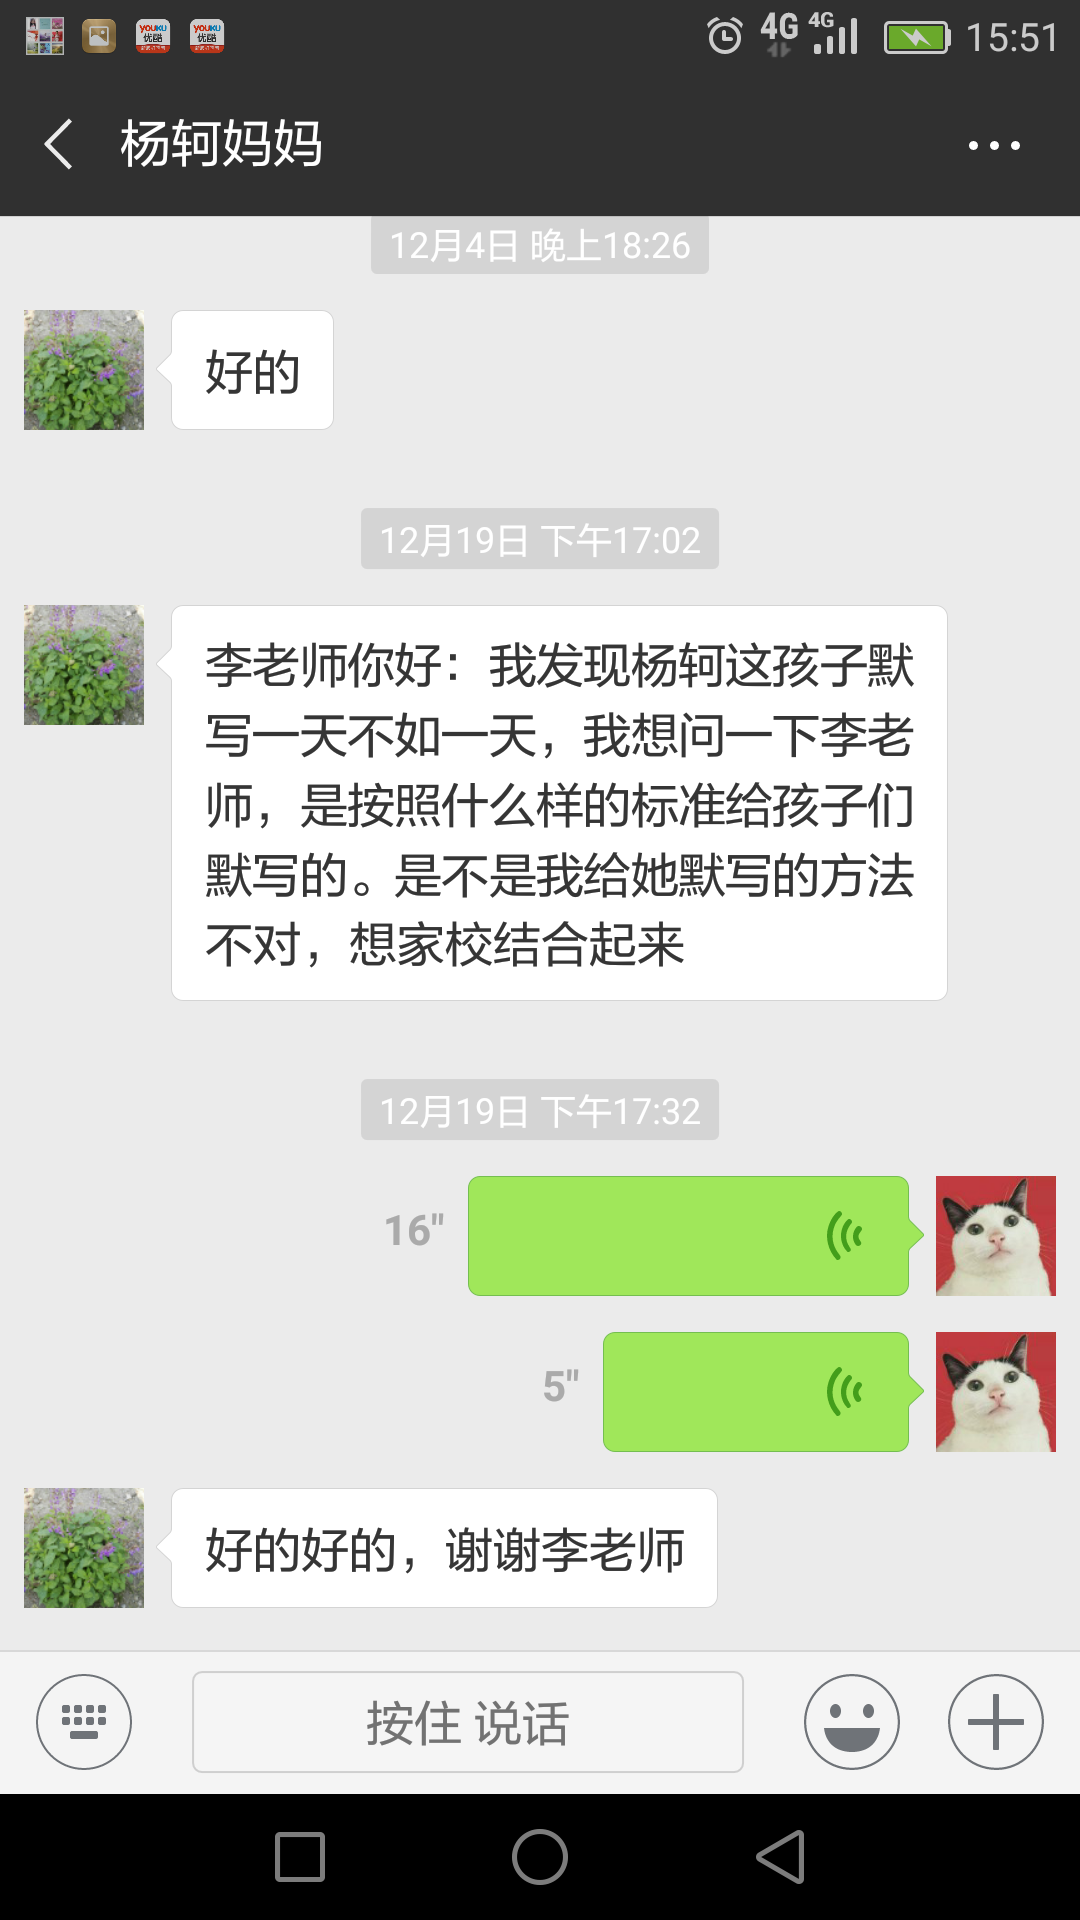 YOUKU
优酷
YOUKU
优酷
4G
4G
15:51
杨轲妈妈
12月4日 晚上18:26
好的
12月19日 下午17:02
李老师你好：我发现杨轲这孩子默
写一天不如一天，我想问一下李老
师，是按照什么样的标准给孩子们
默写的。是不是我给她默写的方法
不对，想家校结合起来
12月19日 下午17:32
16"
5"
好的好的，谢谢李老师
按住 说话